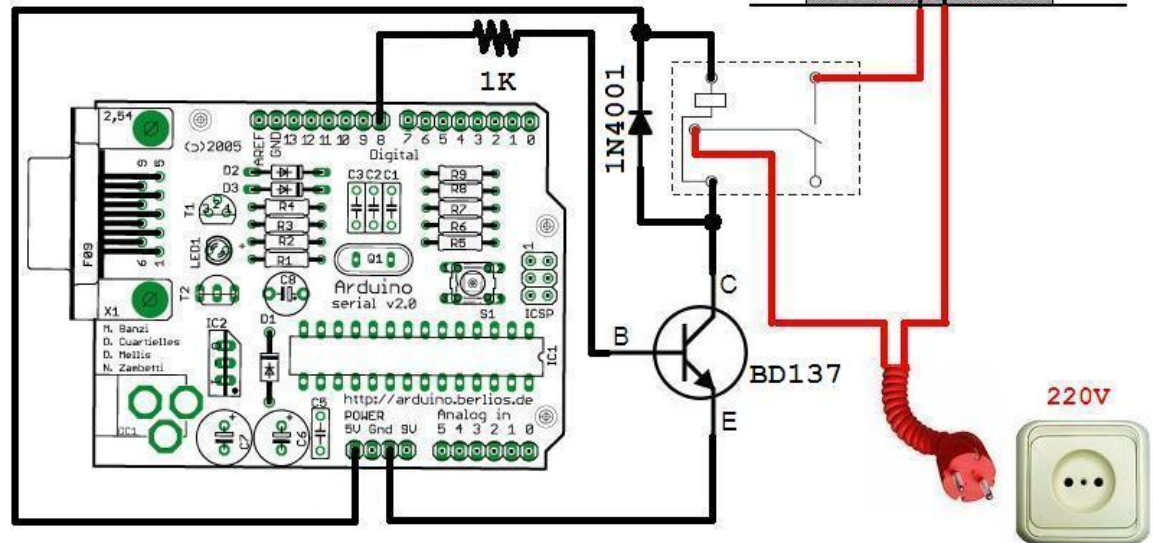 1K
1N4001
2,54
(c)2005
AREF
GND
13 12 11 10 9 8
7 6 5 4 3 2 1 0
Digital
9 5
6 1
F09
X1
D2
D3
T1
LED1
T2
R4
R3
R2
R1
C3 C2 C1
R9
R8
R7
R6
R5
Q1
Arduino
serial v2.0
C8
S1
ICSP
1
M. Banzi
D. Cuartielles
D. Mellis
N. Zambetti
IC2
D1
IC1
http://arduino.berlios.de
POWER
5V Gnd 9V
Analog in
5 4 3 2 1 0
DC1
C7
C6
C5
C
B
E
BD137
220V